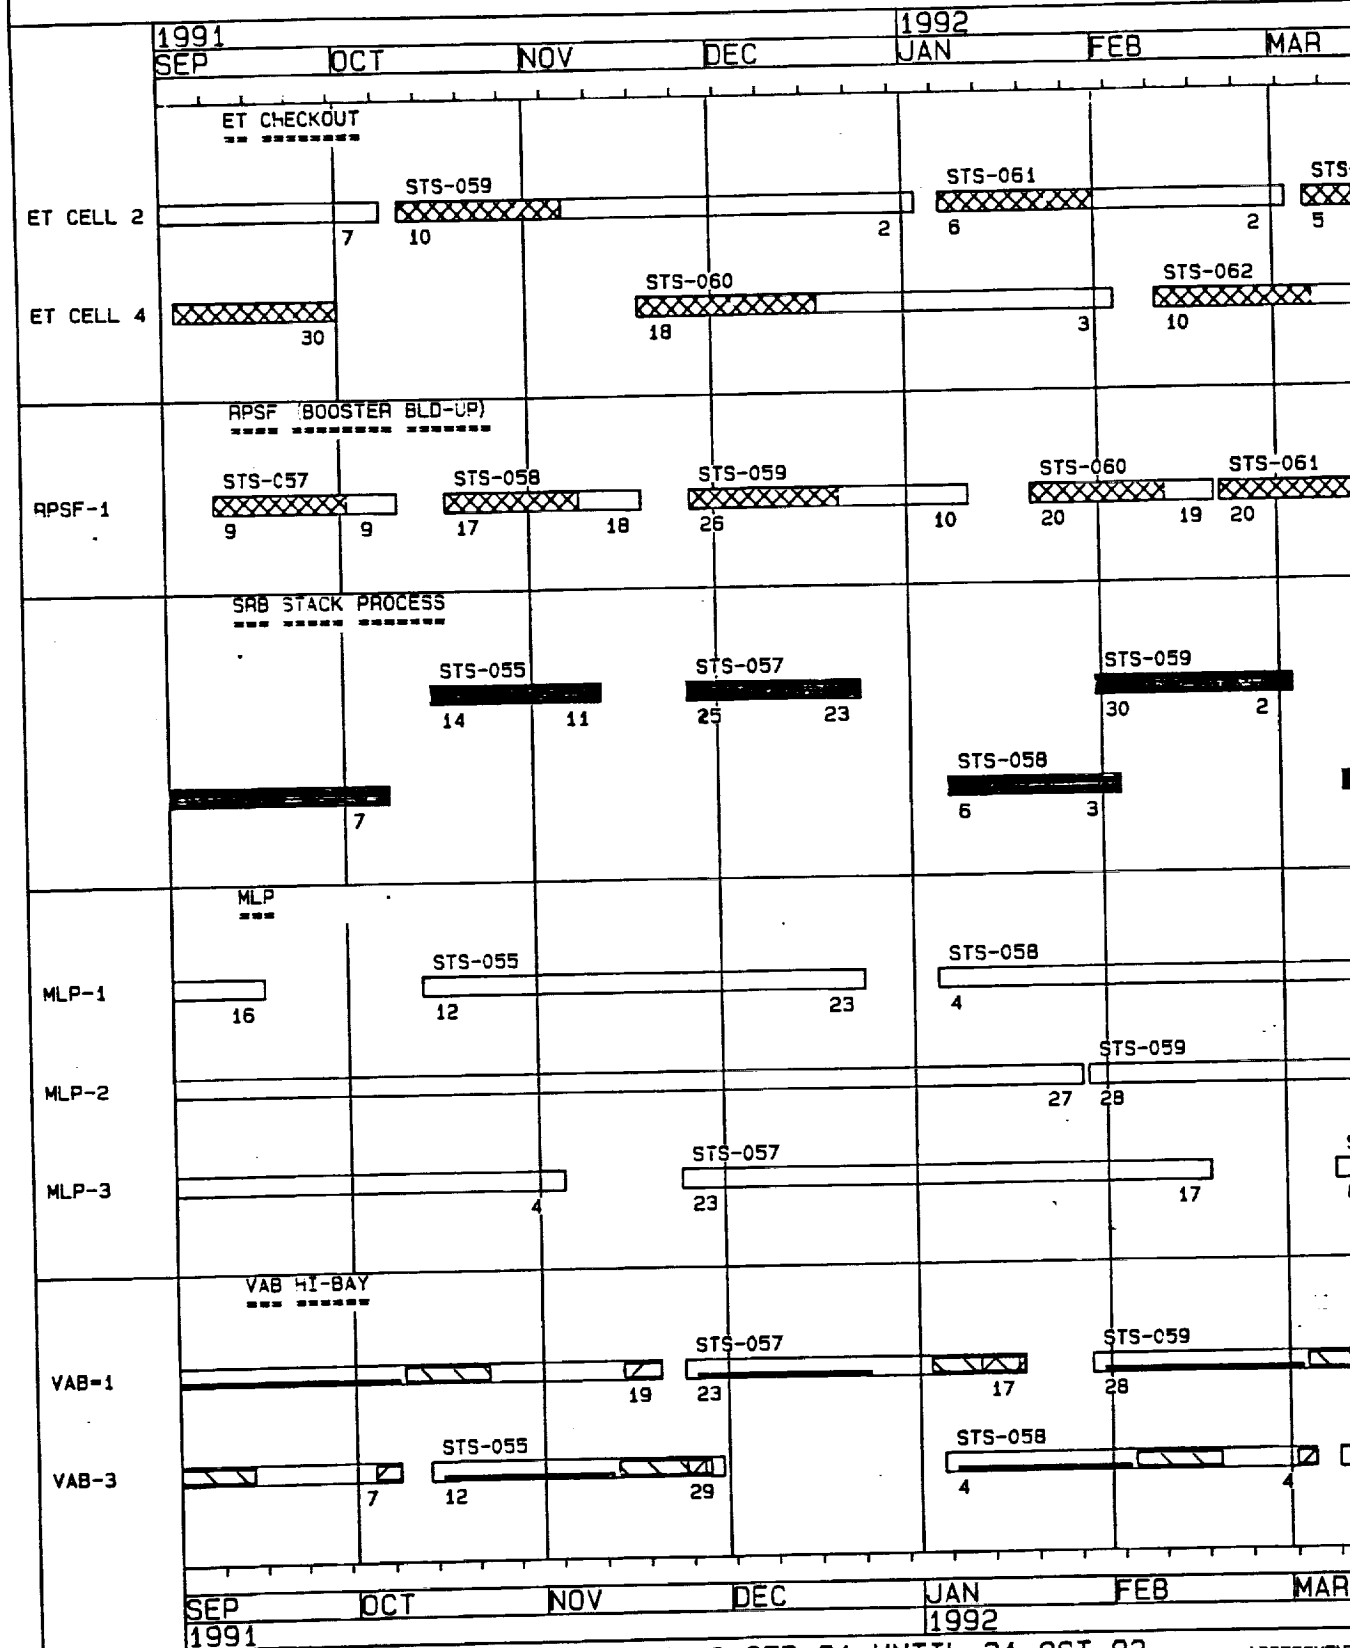 1991 1992
SEP OCT NOV DEC JAN FEB MAR
ET CHECKOUT
STS-059 STS-061 STS-
ET CELL 2
7 10 2 6 2 5
STS-060 STS-062
ET CELL 4
30 18 3 10
RPSF (BOOSTER BLD-UP)
STS-057 STS-058 STS-059 STS-060 STS-061
RPSF-1
9 9 17 18 26 10 20 19 20
SRB STACK PROCESS
STS-055 STS-057 STS-059
14 11 25 23 30 2
STS-058
7 6 3
MLP
STS-055 STS-058
MLP-1
16 12 23 4
STS-059
MLP-2
27 28
STS-057
MLP-3
4 23 17
VAB HI-BAY
STS-057 STS-059
VAB-1
19 23 17 28
STS-055 STS-058
VAB-3
7 12 29 4 4
SEP OCT NOV DEC JAN FEB MAR
1991 1992
UNTIL